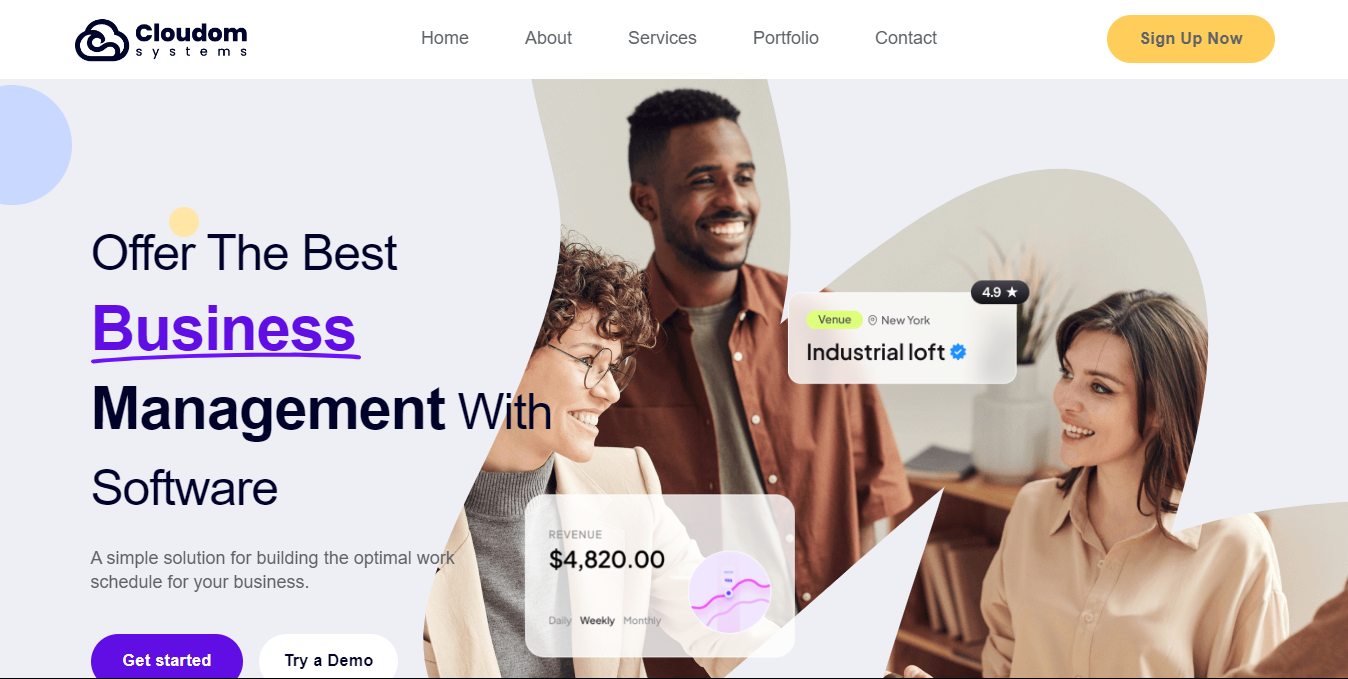 Cloudom
systems
Home
About
Services
Portfolio
Contact
Sign Up Now
Offer The Best
Business
Management With
Software
A simple solution for building the optimal work
schedule for your business.
Get started
Try a Demo
4.9 ★
Venue
New York
Industrial loft
REVENUE
$4,820.00
Daily
Weekly
Monthly